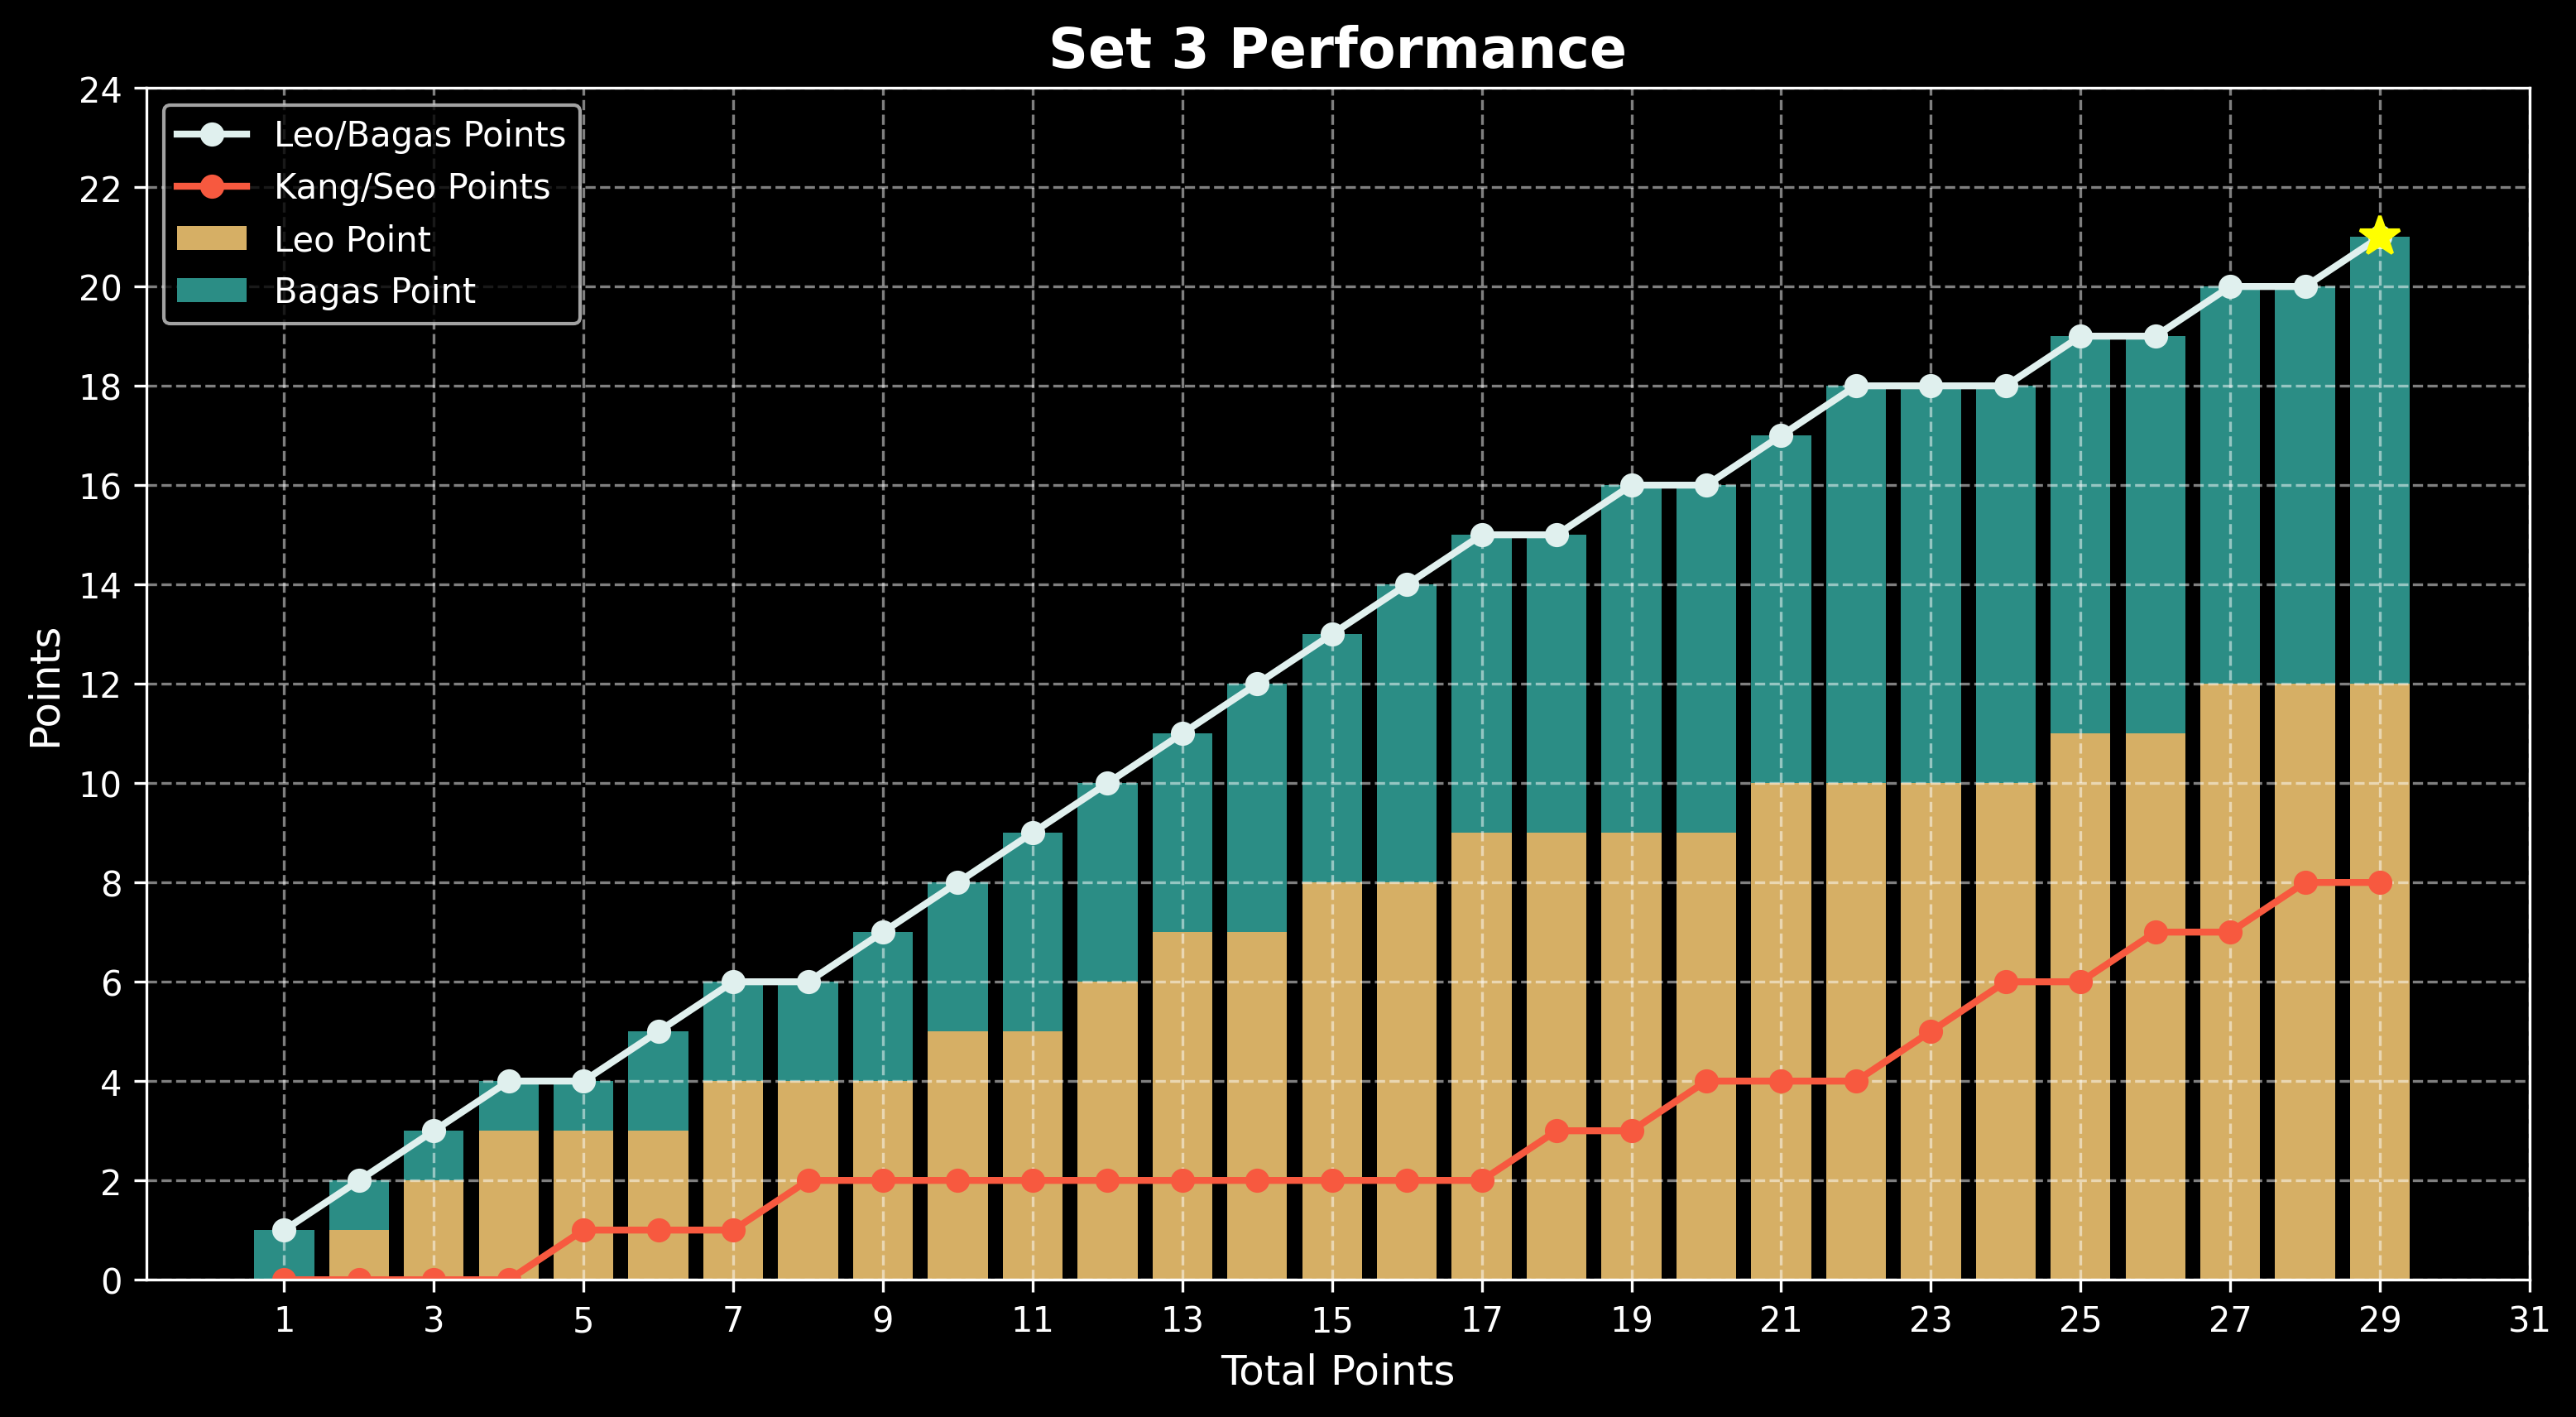 Set 3 Performance
24
22
20
18
16
14
12
10
8
6
4
2
0
Points
Leo/Bagas Points
Kang/Seo Points
Leo Point
Bagas Point
1 3 5 7 9 11 13 15 17 19 21 23 25 27 29 31
Total Points